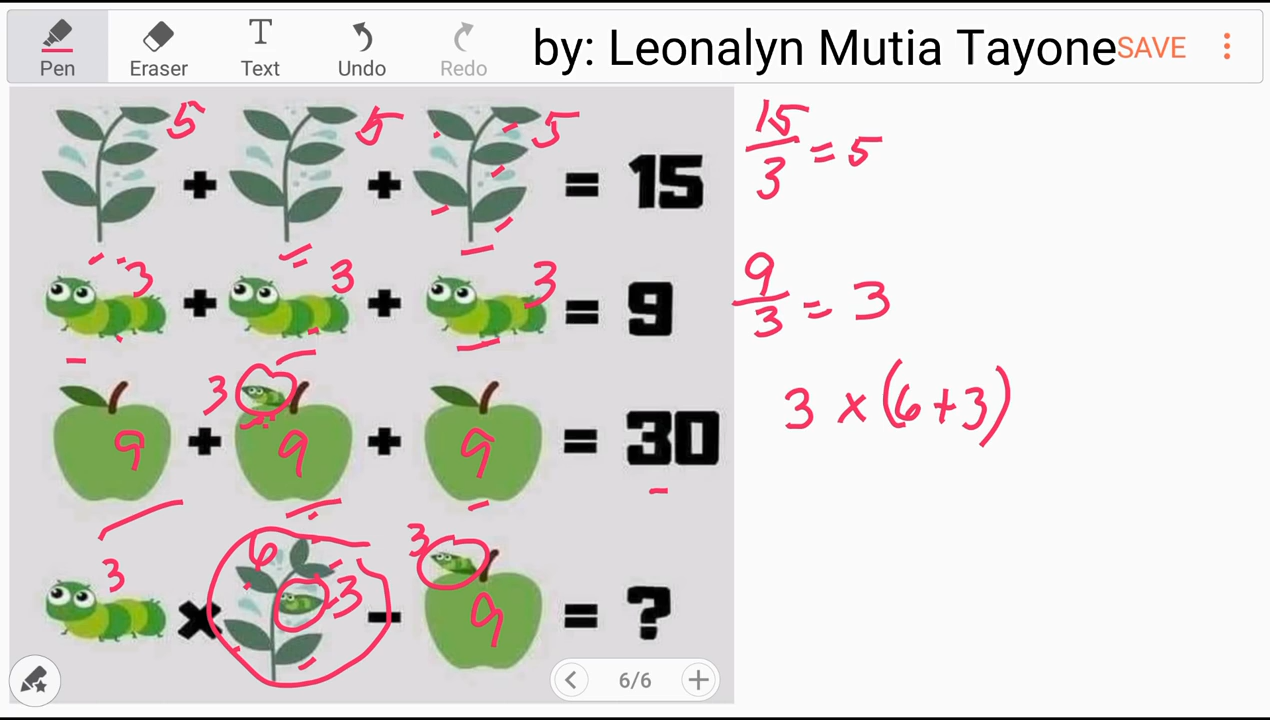 by: Leonalyn Mutia Tayone
SAVE
Pen Eraser Text Undo Redo
5 + 5 + 5 = 15
15/3 = 5
3 + 3 + 3 = 9
9/3 = 3
3
9 + 9 + 9 = 30
3 × (6+3)
3 × 6 3 - 3 9 = ?
6/6